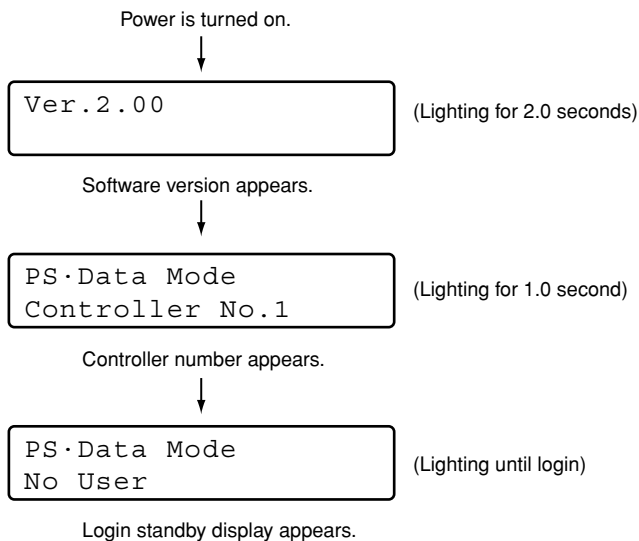 Power is turned on.
Ver.2.00
(Lighting for 2.0 seconds)
Software version appears.
PS·Data Mode
Controller No.1
(Lighting for 1.0 second)
Controller number appears.
PS·Data Mode
No User
(Lighting until login)
Login standby display appears.